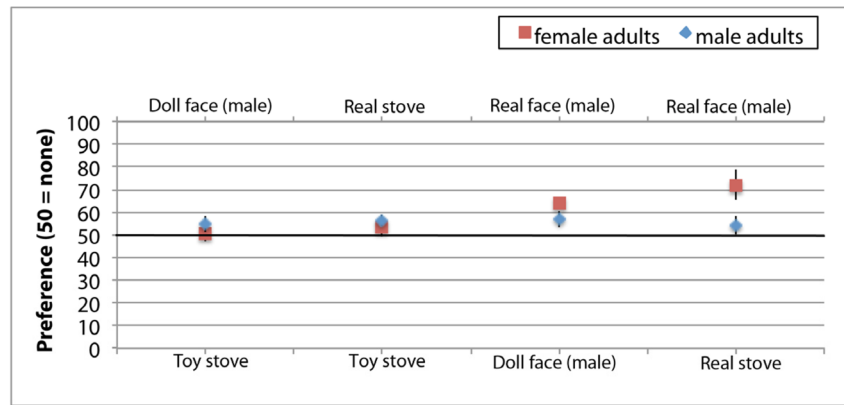 female adults male adults
Doll face (male) Real stove Real face (male) Real face (male)
100
90
80
70
60
50
40
30
20
10
0
Preference (50 = none)
Toy stove Toy stove Doll face (male) Real stove